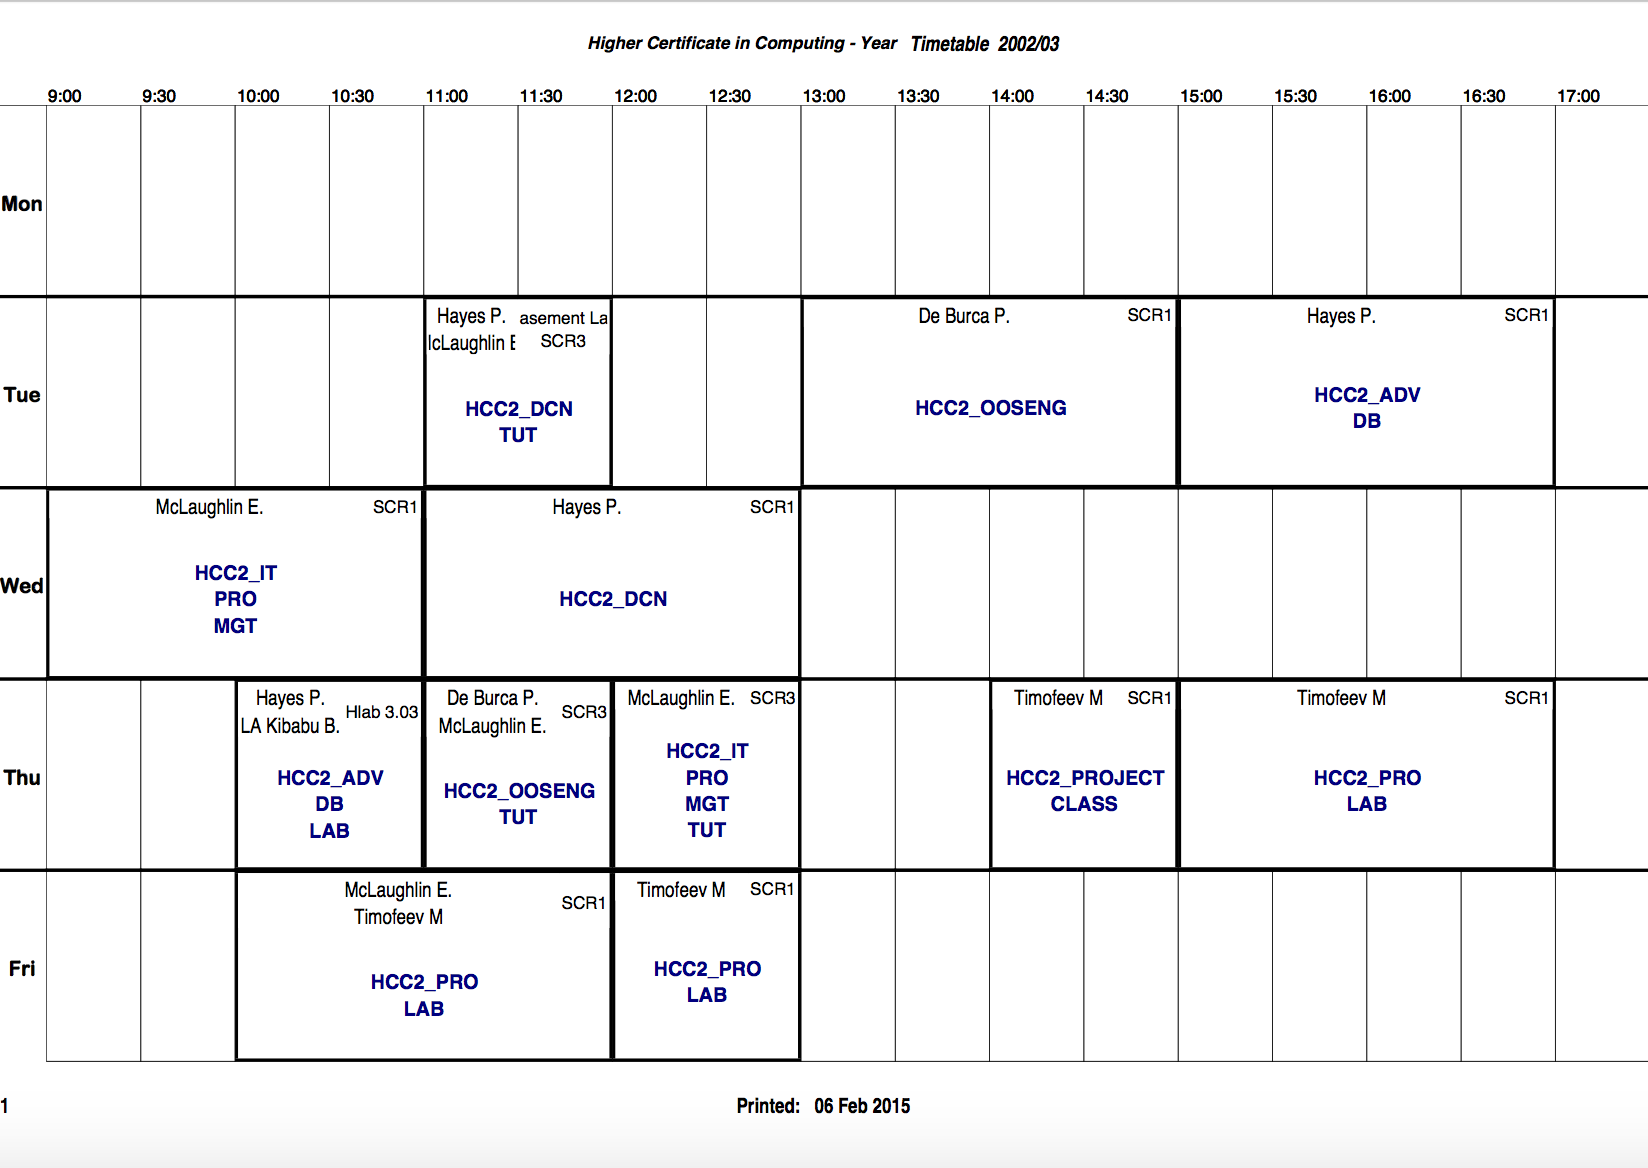 Higher Certificate in Computing - Year Timetable 2002/03
9:00 9:30 10:00 10:30 11:00 11:30 12:00 12:30 13:00 13:30 14:00 14:30 15:00 15:30 16:00 16:30 17:00
Mon
Tue
Hayes P. asement La
lcLaughlin E SCR3
HCC2_DCN
TUT
De Burca P. SCR1
HCC2_OOSENG
Hayes P. SCR1
HCC2_ADV
DB
Wed
McLaughlin E. SCR1
HCC2_IT
PRO
MGT
Hayes P. SCR1
HCC2_DCN
Thu
Hayes P.
LA Kibabu B. Hlab 3.03
HCC2_ADV
DB
LAB
De Burca P.
McLaughlin E. SCR3
HCC2_OOSENG
TUT
McLaughlin E. SCR3
HCC2_IT
PRO
MGT
TUT
Timofeev M SCR1
HCC2_PROJECT
CLASS
Timofeev M SCR1
HCC2_PRO
LAB
Fri
McLaughlin E.
Timofeev M SCR1
HCC2_PRO
LAB
Timofeev M SCR1
HCC2_PRO
LAB
1
Printed: 06 Feb 2015